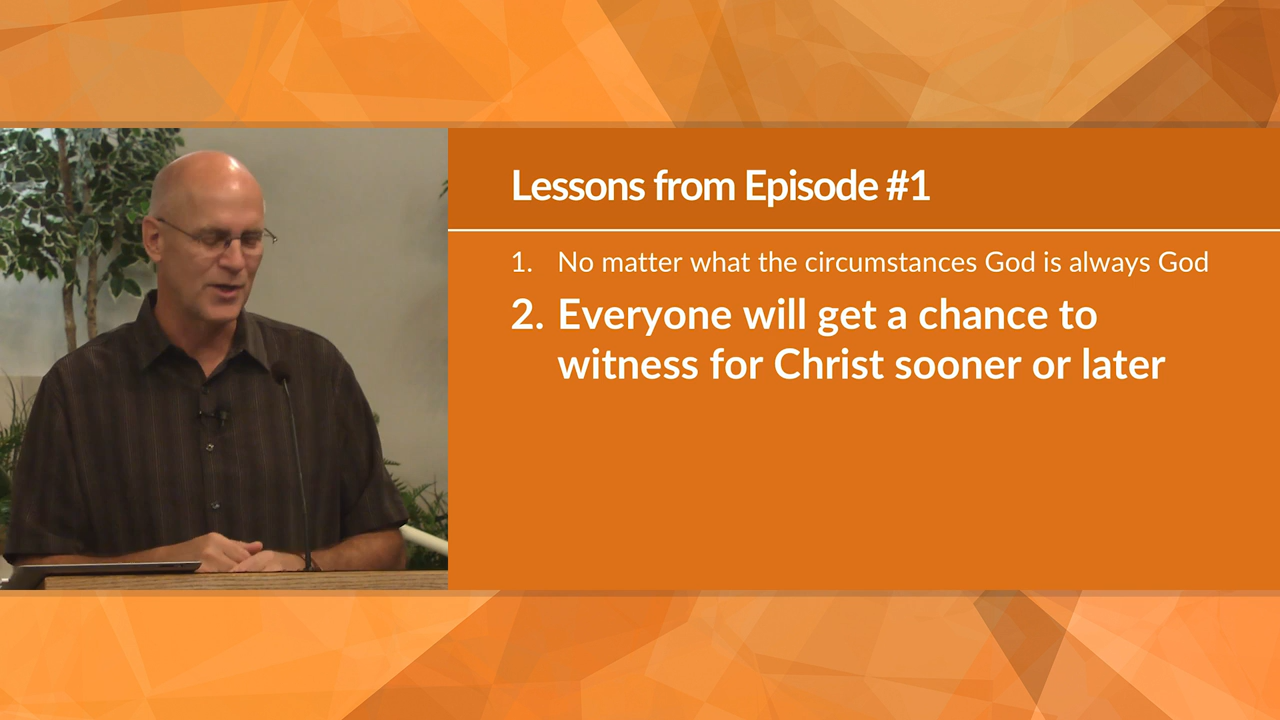 Lessons from Episode #1
1. No matter what the circumstances God is always God
2. Everyone will get a chance to
witness for Christ sooner or later